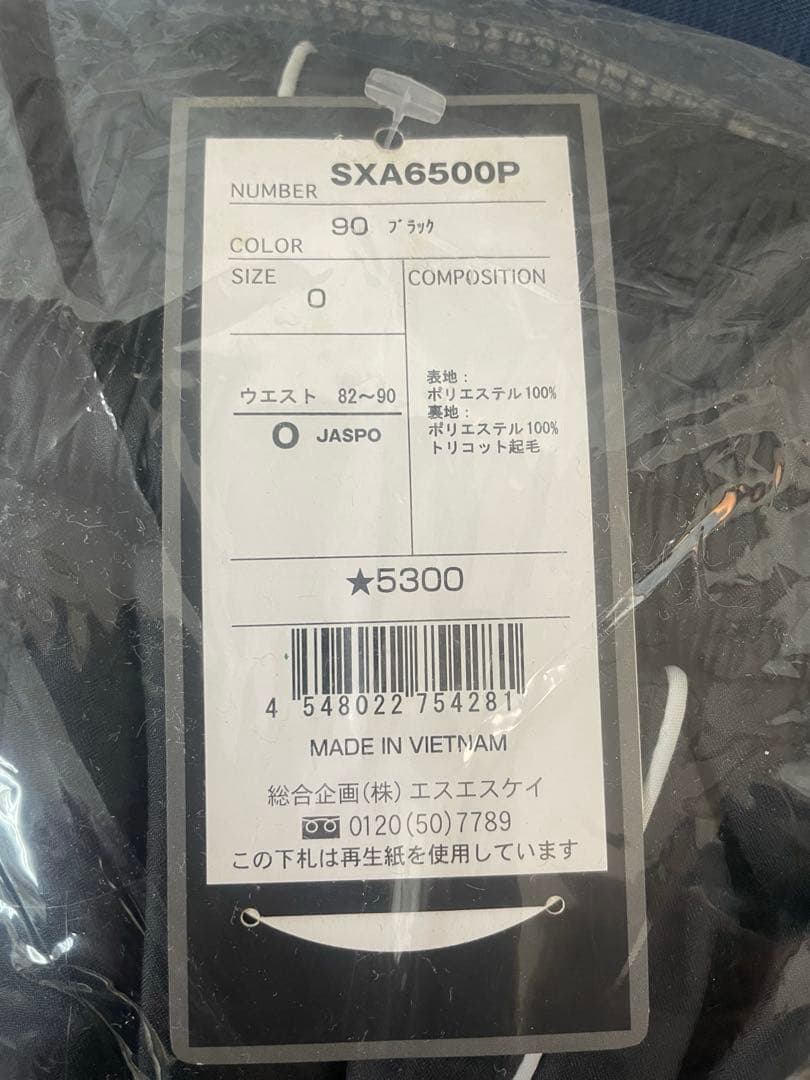 NUMBER SXA6500P
COLOR 90 ブラック
SIZE
O
COMPOSITION
ウエスト 82～90
O JASPO
表地：
ポリエステル100%
裏地：
ポリエステル100%
トリコット起毛
★5300
4 548022 754281
MADE IN VIETNAM
総合企画(株)エスエスケイ
0120(50)7789
この下札は再生紙を使用しています